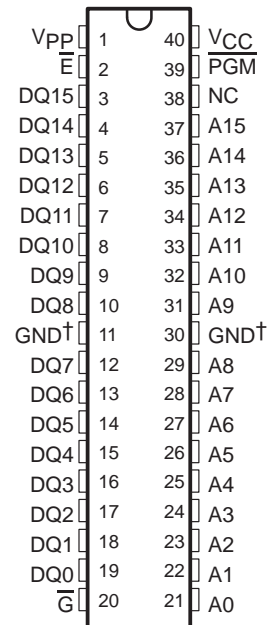 VPP 1 40 VCC
E̅ 2 39 P̅G̅M̅
DQ15 3 38 NC
DQ14 4 37 A15
DQ13 5 36 A14
DQ12 6 35 A13
DQ11 7 34 A12
DQ10 8 33 A11
DQ9 9 32 A10
DQ8 10 31 A9
GND† 11 30 GND†
DQ7 12 29 A8
DQ6 13 28 A7
DQ5 14 27 A6
DQ4 15 26 A5
DQ3 16 25 A4
DQ2 17 24 A3
DQ1 18 23 A2
DQ0 19 22 A1
G̅ 20 21 A0